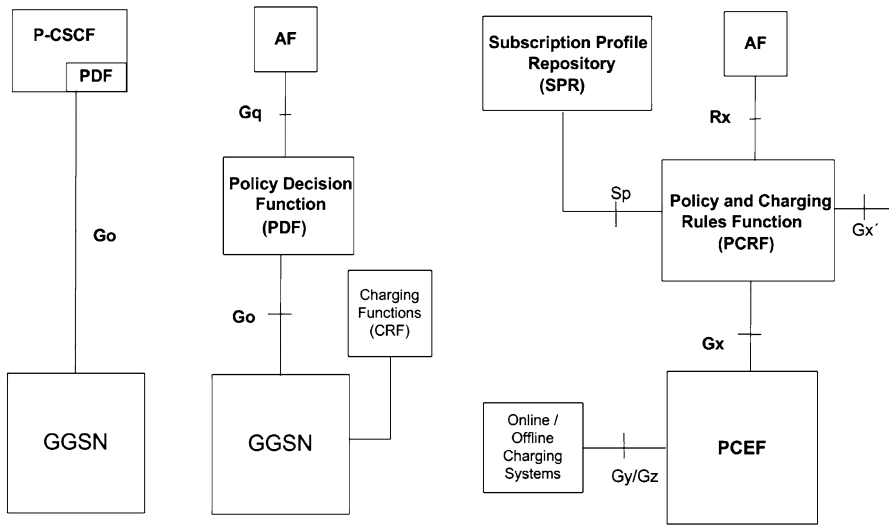 P-CSCF
PDF
Go
GGSN
AF
Gq
Policy Decision
Function
(PDF)
Go
Charging
Functions
(CRF)
GGSN
Subscription Profile
Repository
(SPR)
AF
Rx
Sp
Policy and Charging
Rules Function
(PCRF)
Gx´
Gx
Online /
Offline
Charging
Systems
Gy/Gz
PCEF